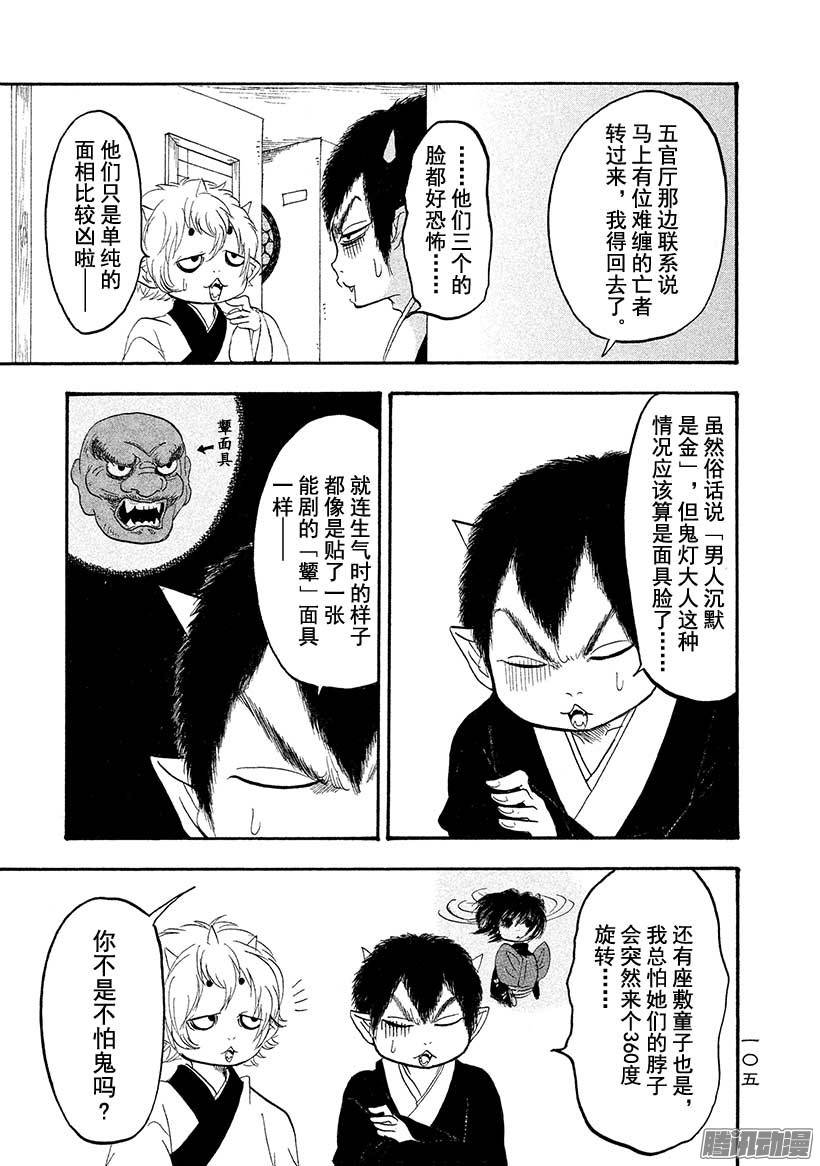 五官厅那边联系说
马上有位难缠的亡者
转过来，我得回去了。
……他们三个的
脸都好恐怖……
他们只是单纯的
面相比较凶啦——
虽然俗话说「男人沉默
是金」，但鬼灯大人这种
情况应该算是面具脸了……
就连生气时的样子
都像是贴了一张
能剧的「颦」面具
一样——
←颦面具
还有座敷童子也是，
我总怕她们的脖子
会突然来个360度
旋转……
你不是不怕鬼吗？
一〇五
腾讯动漫